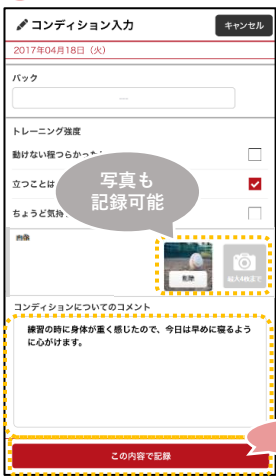 コンディション入力
キャンセル
2017年04月18日（火）
バック
トレーニング強度
動けない程つらかった
立つことは
ちょうど気持
写真も
記録可能
画像
削除
最大4枚まで
コンディションについてのコメント
練習の時に身体が重く感じたので、今日は早めに寝るよう
に心がけます。
この内容で記録